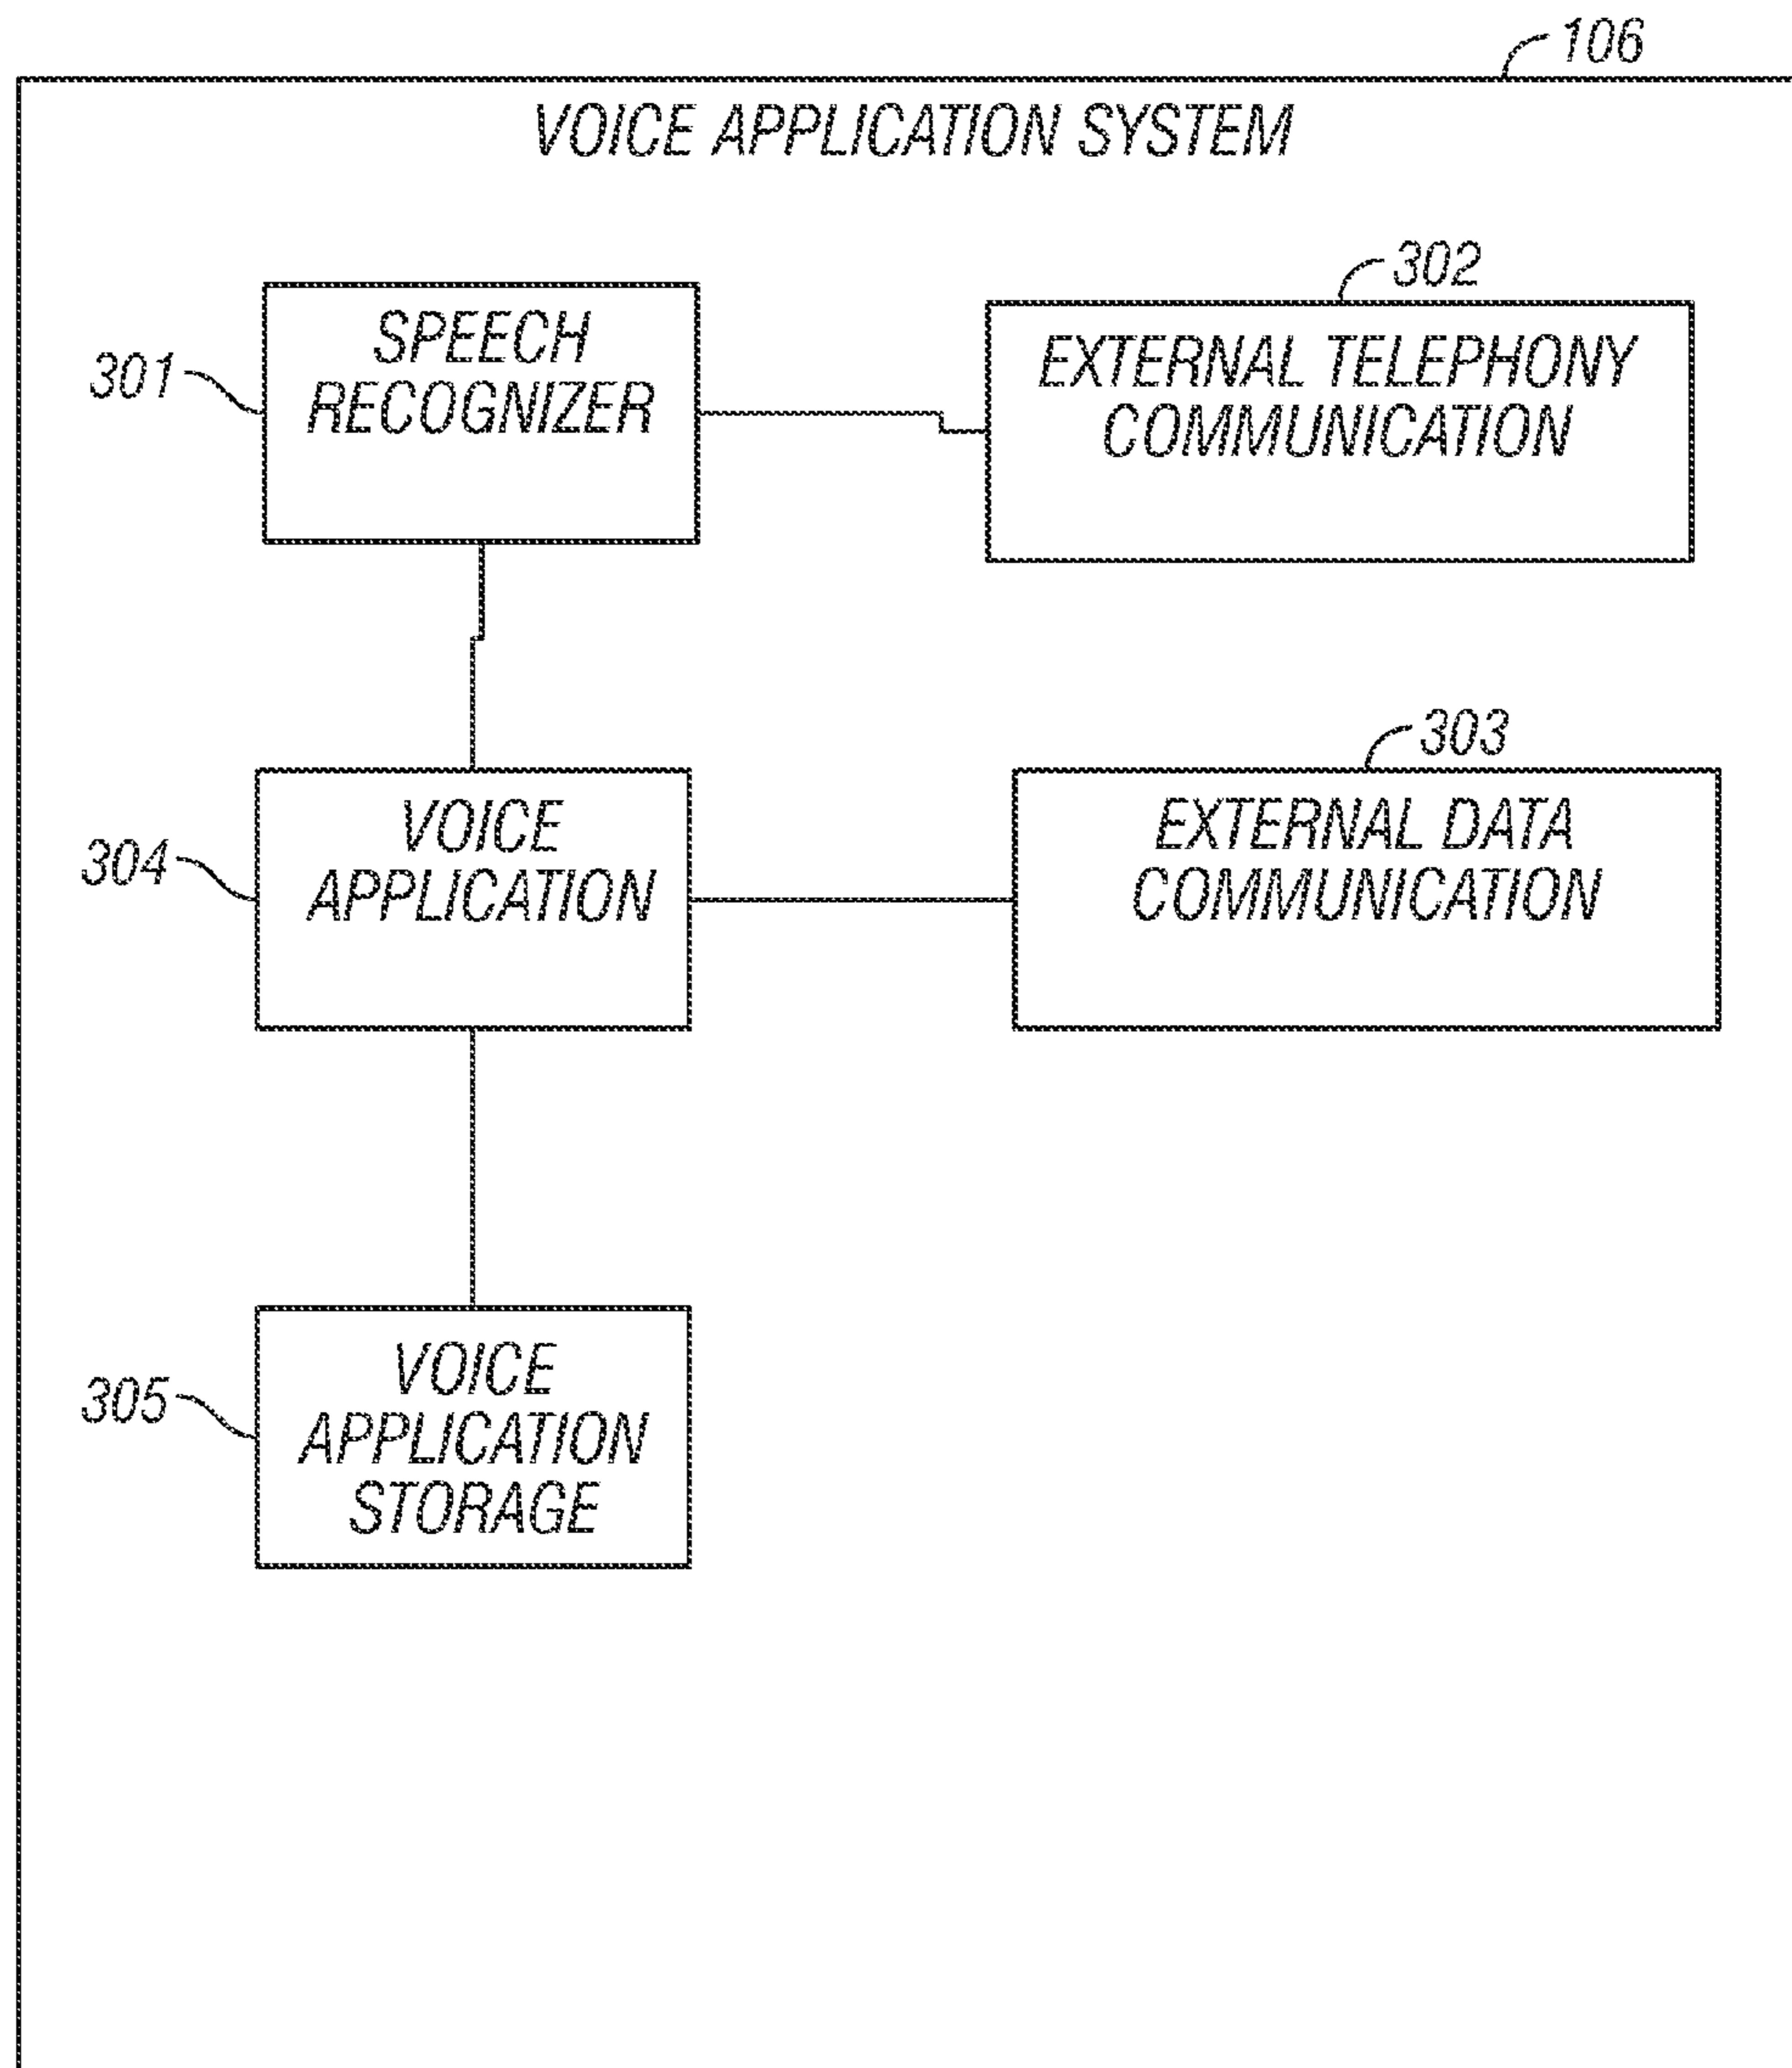 106
VOICE APPLICATION SYSTEM
302
301
SPEECH
RECOGNIZER
EXTERNAL TELEPHONY
COMMUNICATION
303
304
VOICE
APPLICATION
EXTERNAL DATA
COMMUNICATION
305
VOICE
APPLICATION
STORAGE